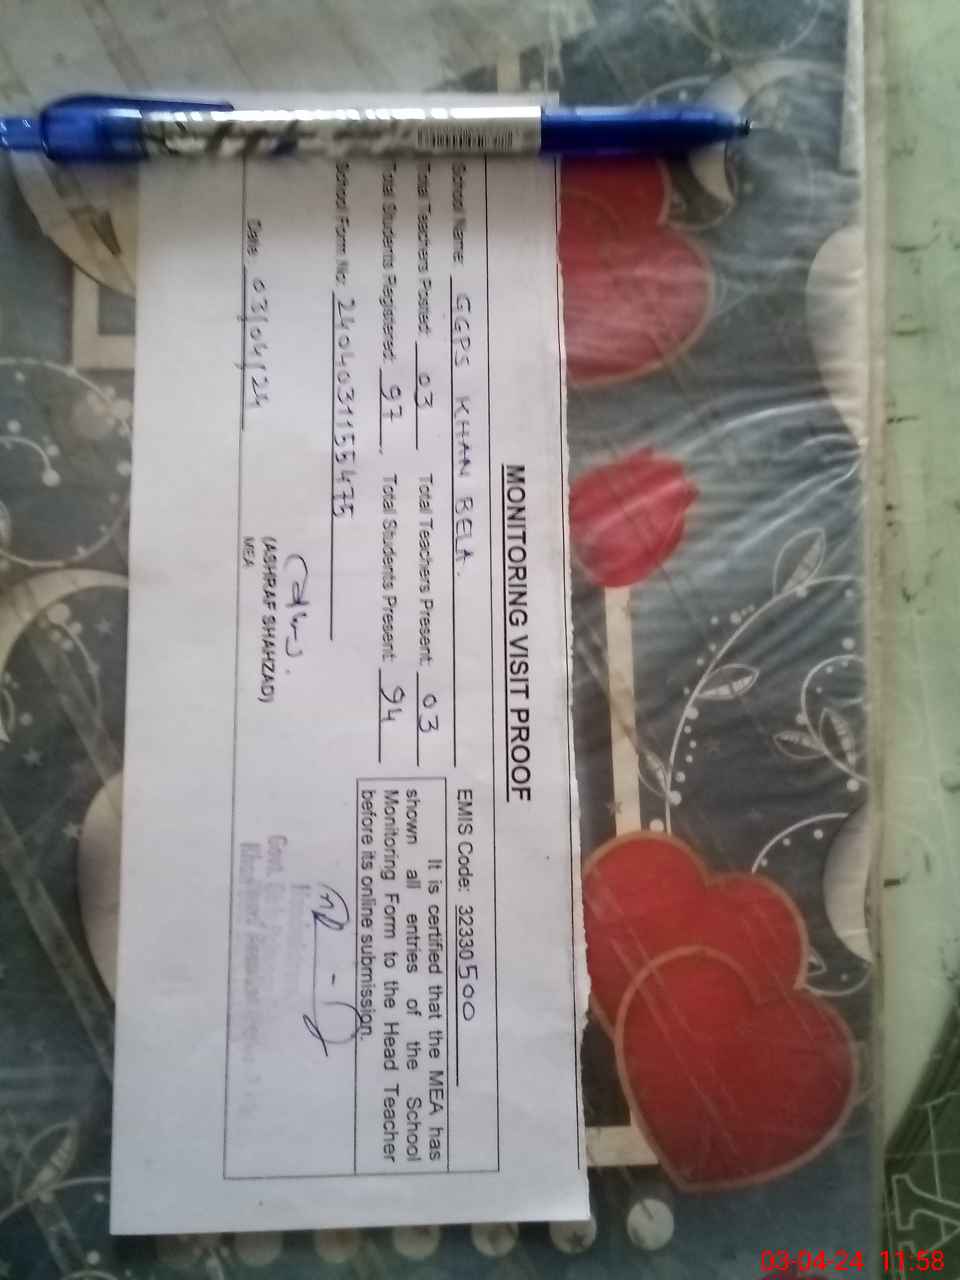 MONITORING VISIT PROOF
School Name: GGPS KHAN BELA. EMIS Code: 32330500
Total Teachers Posted: 03 Total Teachers Present: 03
Total Students Registered: 97. Total Students Present: 94
School Form No: 2404031155475
It is certified that the MEA has
shown all entries of the School
Monitoring Form to the Head Teacher
before its online submission.
Date: 03/04/24
(ASHRAF SHAHZAD)
MEA
Govt.
03-04-24 11:58